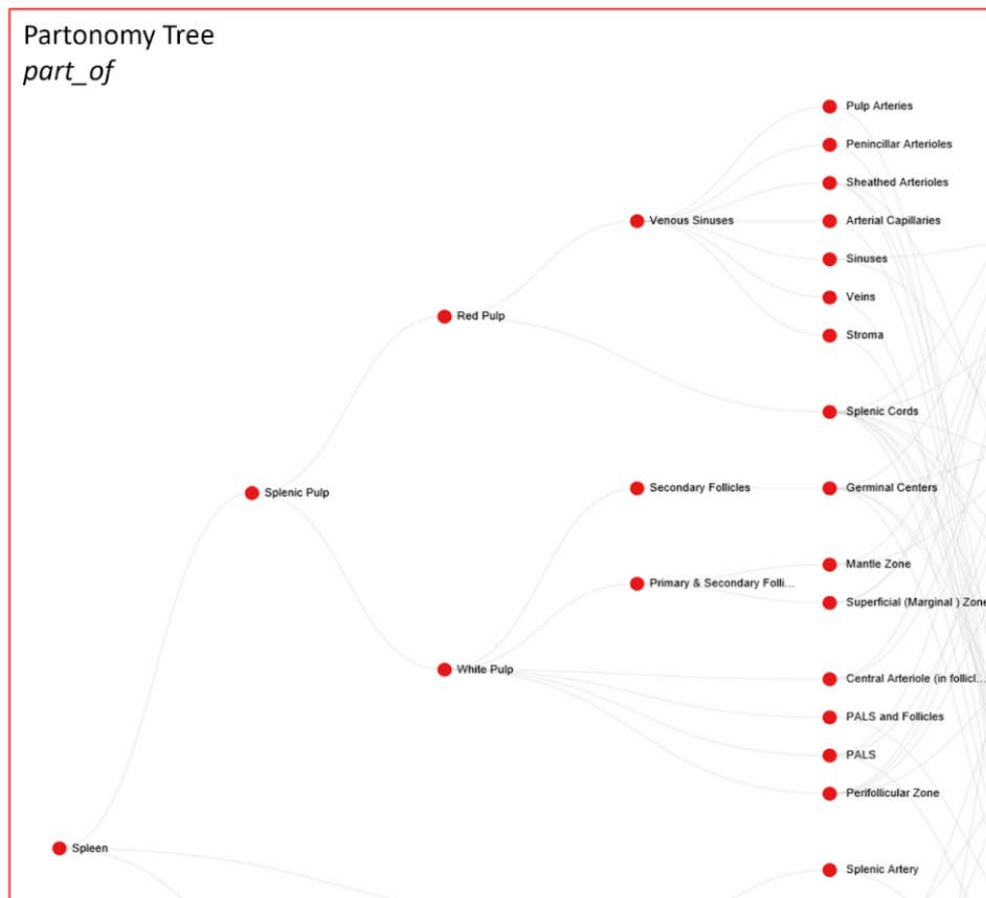 Partonomy Tree
part_of
Pulp Arteries
Penincillar Arterioles
Sheathed Arterioles
Venous Sinuses
Arterial Capillaries
Sinuses
Veins
Red Pulp
Stroma
Splenic Cords
Splenic Pulp
Secondary Follicles
Germinal Centers
Mantle Zone
Primary & Secondary Folli...
Superficial (Marginal ) Zone
White Pulp
Central Arteriole (in follicl...
PALS and Follicles
PALS
Perifollicular Zone
Spleen
Splenic Artery